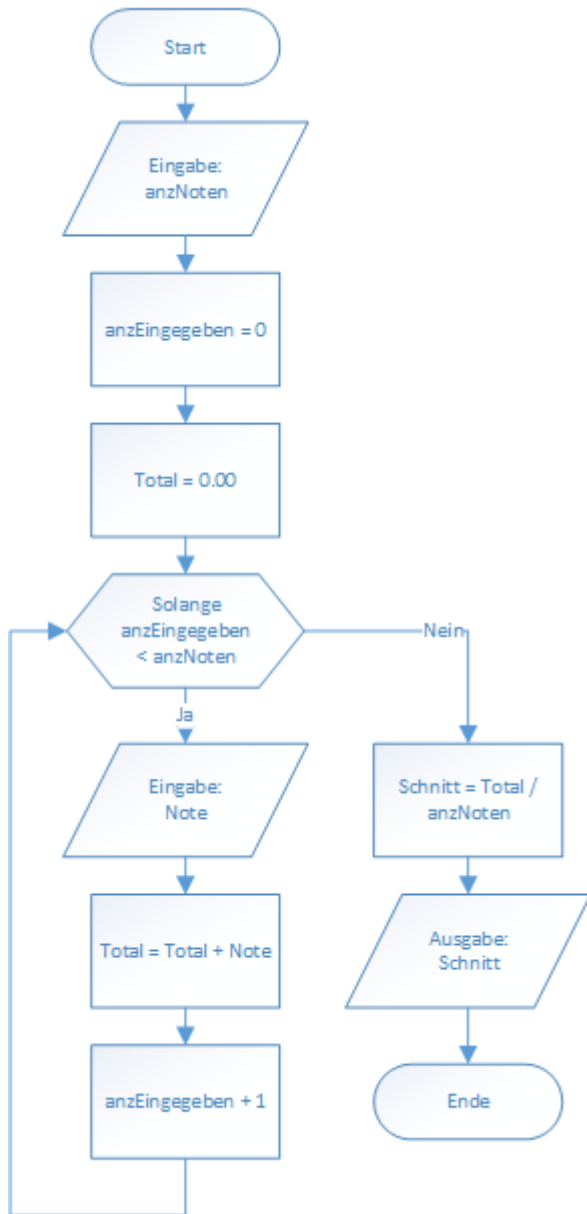 Start
Eingabe:
anzNoten
anzEingegeben = 0
Total = 0.00
Solange
anzEingegeben
< anzNoten
Nein
Ja
Eingabe:
Note
Schnitt = Total /
anzNoten
Total = Total + Note
Ausgabe:
Schnitt
anzEingegeben + 1
Ende